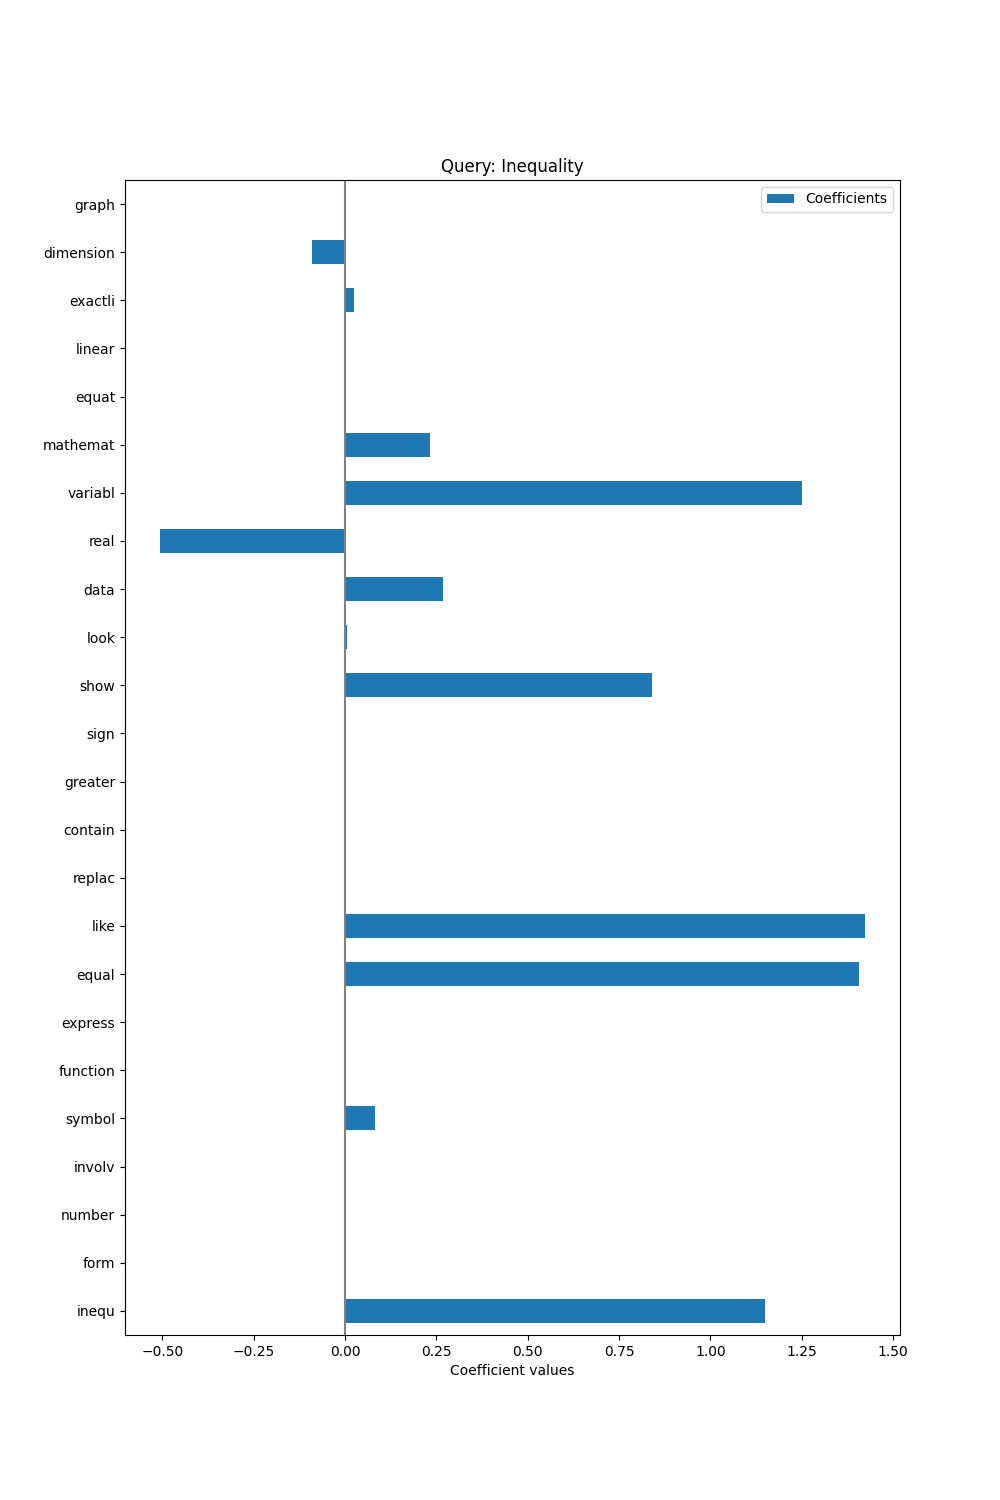 Query: Inequality
Coefficients
graph
dimension
exactli
linear
equat
mathemat
variabl
real
data
look
show
sign
greater
contain
replac
like
equal
express
function
symbol
involv
number
form
inequ
−0.50 −0.25 0.00 0.25 0.50 0.75 1.00 1.25 1.50
Coefficient values